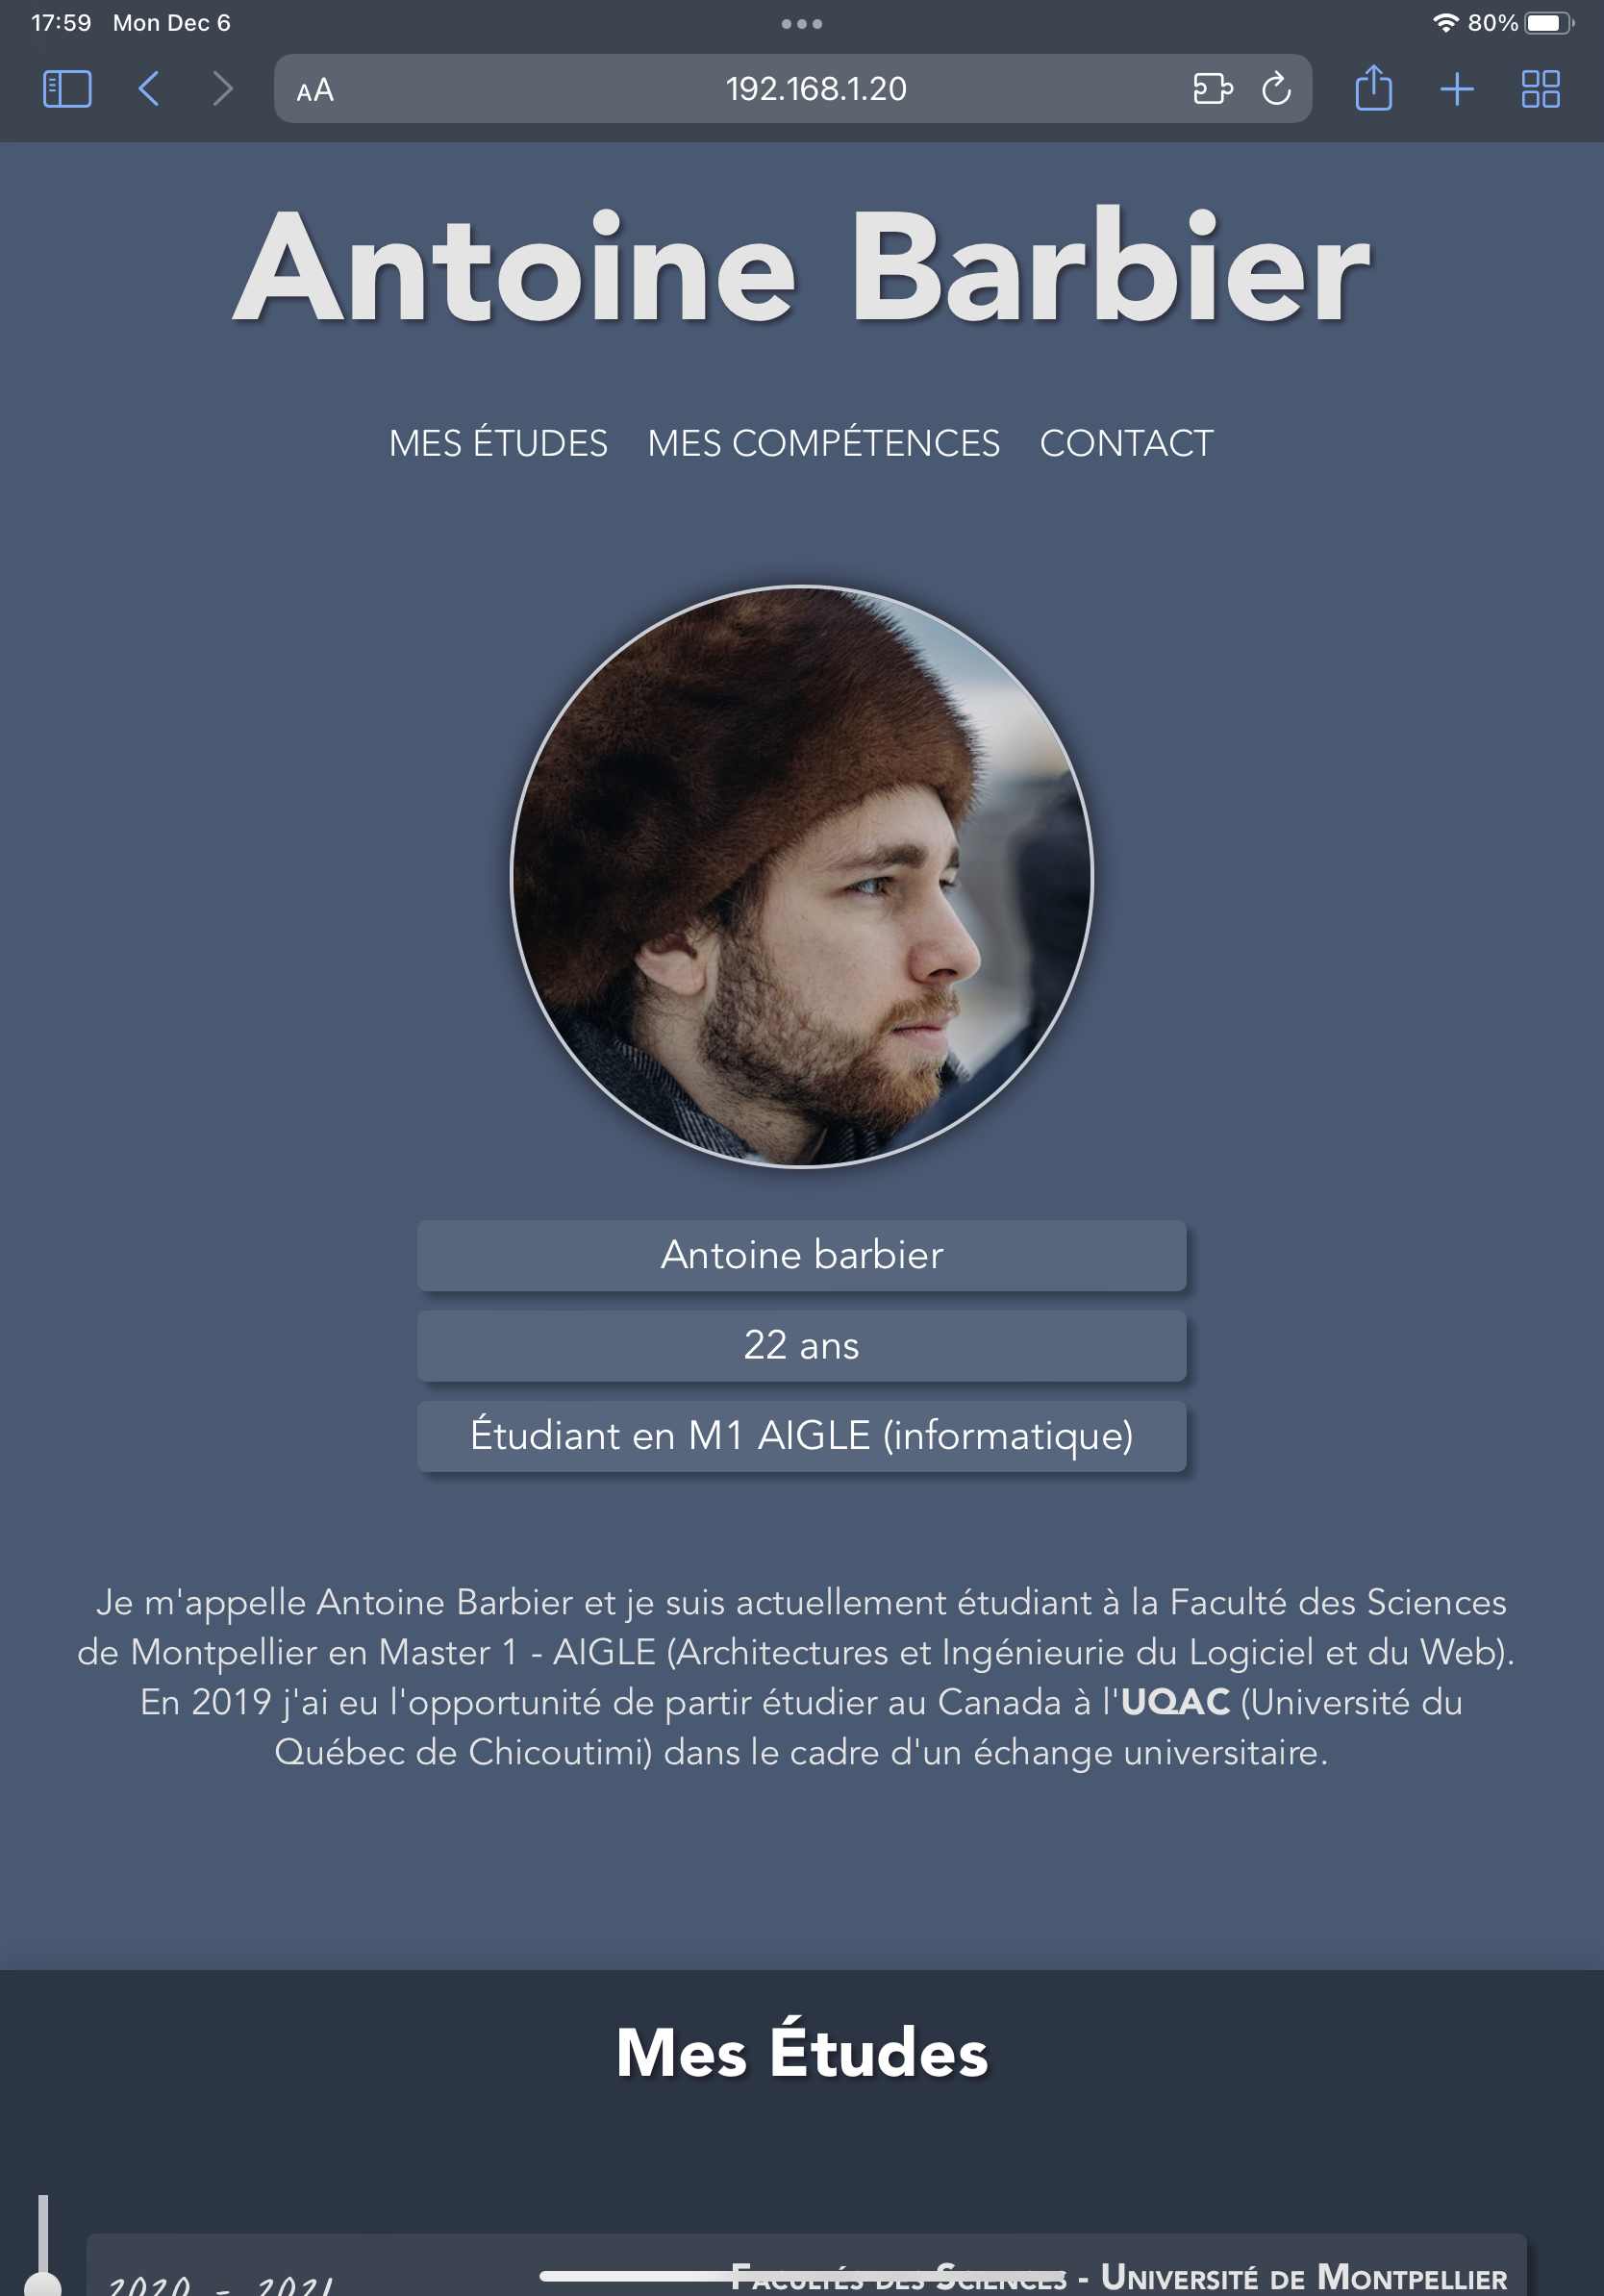 17:59 Mon Dec 6
80%
AA 192.168.1.20
Antoine Barbier
MES ÉTUDES MES COMPÉTENCES CONTACT
Antoine barbier
22 ans
Étudiant en M1 AIGLE (informatique)
Je m'appelle Antoine Barbier et je suis actuellement étudiant à la Faculté des Sciences
de Montpellier en Master 1 - AIGLE (Architectures et Ingénieurie du Logiciel et du Web).
En 2019 j'ai eu l'opportunité de partir étudier au Canada à l'UQAC (Université du
Québec de Chicoutimi) dans le cadre d'un échange universitaire.
Mes Études
2020 - 2021 Facultés des Sciences - Université de Montpellier